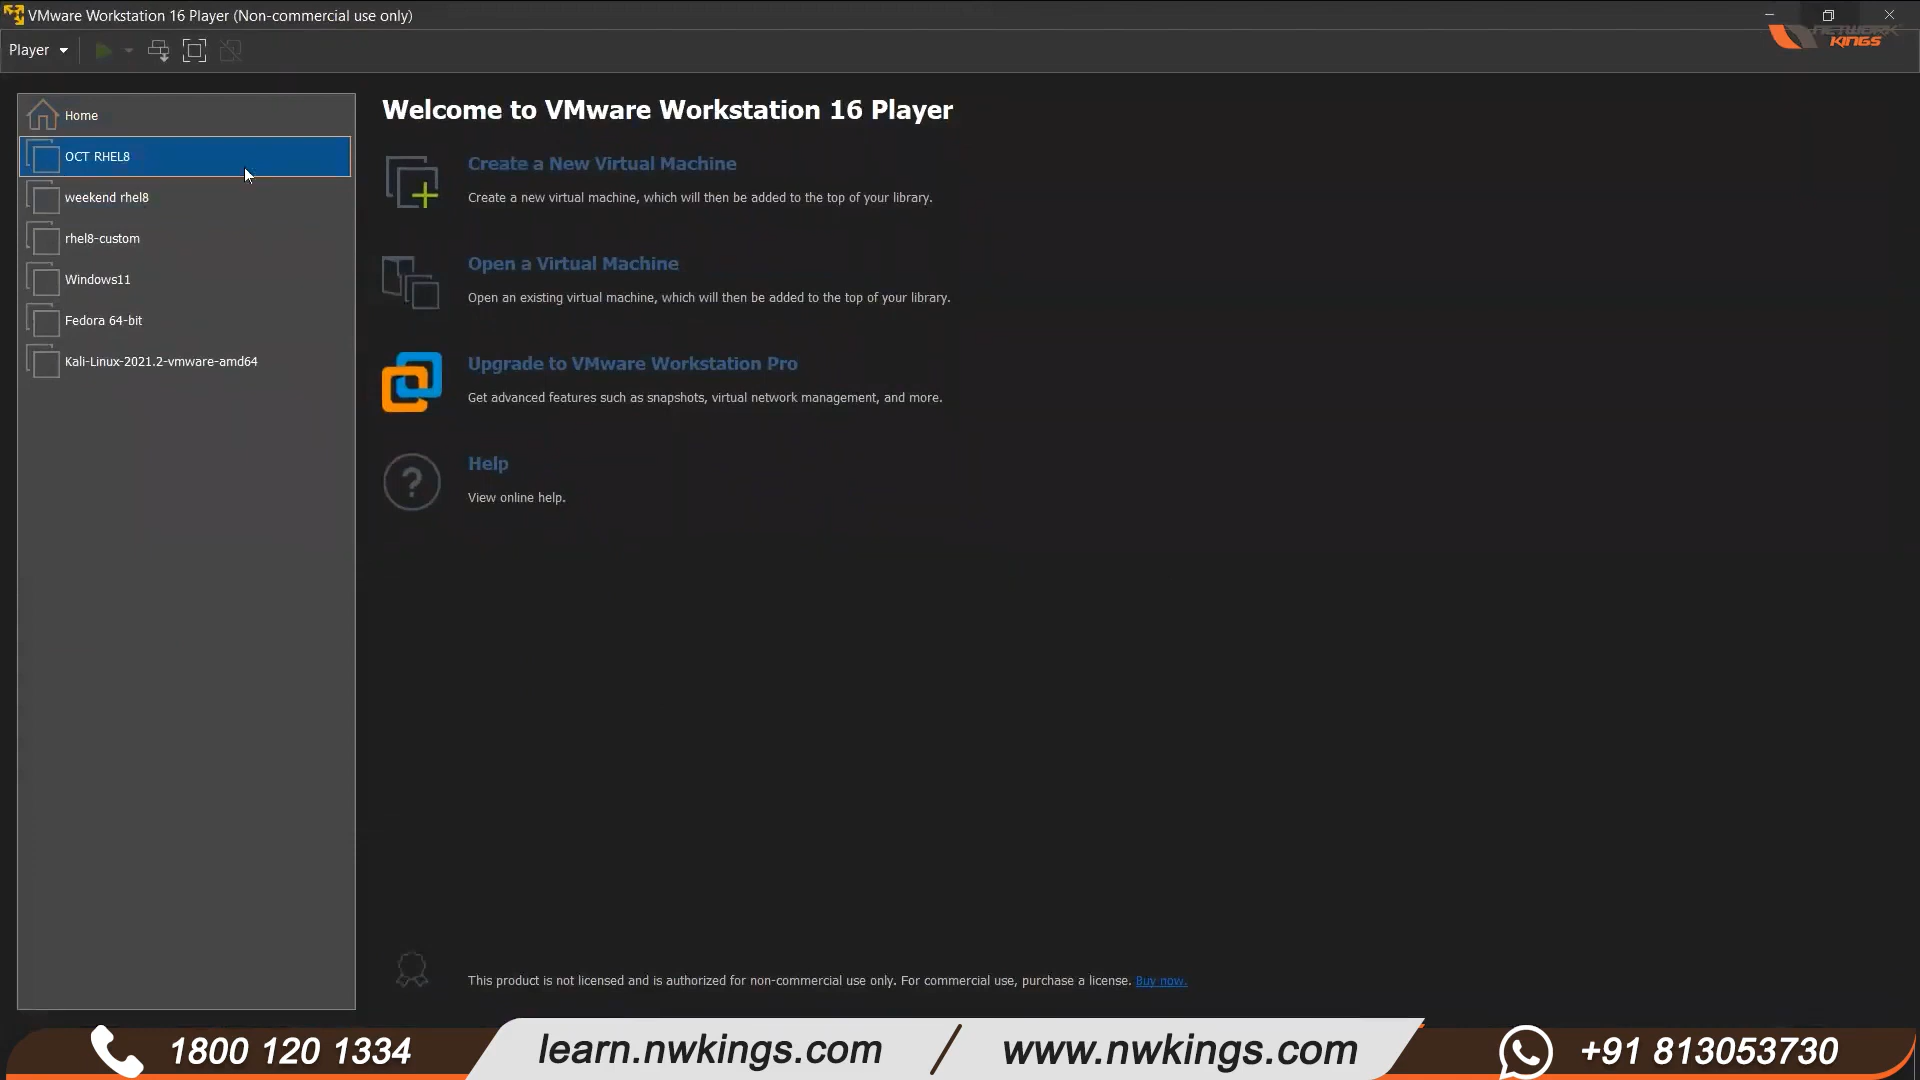 VMware Workstation 16 Player (Non-commercial use only)
NETWORK
KINGS
Player
Home
OCT RHEL8
weekend rhel8
rhel8-custom
Windows11
Fedora 64-bit
Kali-Linux-2021.2-vmware-amd64
Welcome to VMware Workstation 16 Player
Create a New Virtual Machine
Create a new virtual machine, which will then be added to the top of your library.
Open a Virtual Machine
Open an existing virtual machine, which will then be added to the top of your library.
Upgrade to VMware Workstation Pro
Get advanced features such as snapshots, virtual network management, and more.
?
Help
View online help.
This product is not licensed and is authorized for non-commercial use only. For commercial use, purchase a license. Buy now.
1800 120 1334
learn.nwkings.com / www.nwkings.com
+91 813053730